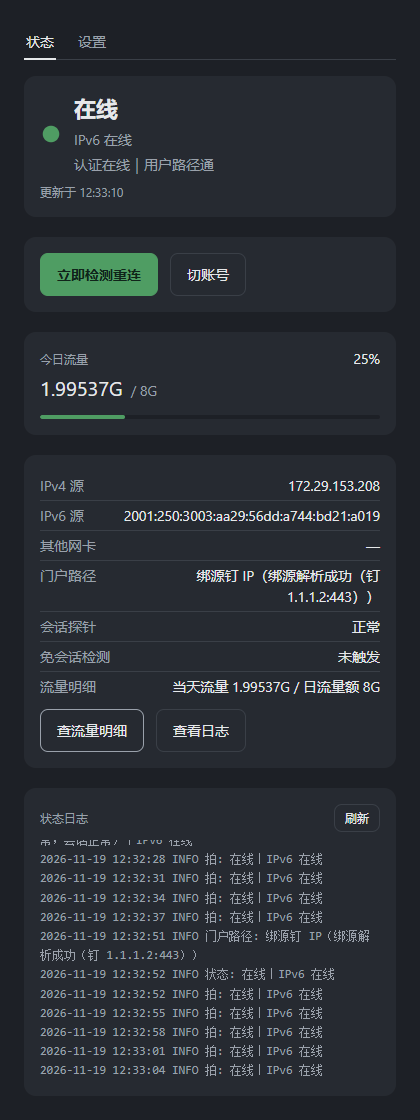 状态 设置
在线
IPv6 在线
认证在线 | 用户路径通
更新于 12:33:10
立即检测重连 切账号
今日流量 25%
1.99537G / 8G
IPv4 源 172.29.153.208
IPv6 源 2001:250:3003:aa29:56dd:a744:bd21:a019
其他网卡 —
门户路径 绑源钉 IP（绑源解析成功（钉
1.1.1.2:443））
会话探针 正常
免会话检测 未触发
流量明细 当天流量 1.99537G / 日流量额 8G
查流量明细 查看日志
状态日志 刷新
常，会话正常）｜IPv6 在线
2026-11-19 12:32:28 INFO 拍: 在线｜IPv6 在线
2026-11-19 12:32:31 INFO 拍: 在线｜IPv6 在线
2026-11-19 12:32:34 INFO 拍: 在线｜IPv6 在线
2026-11-19 12:32:37 INFO 拍: 在线｜IPv6 在线
2026-11-19 12:32:51 INFO 门户路径: 绑源钉 IP（绑源解
析成功（钉 1.1.1.2:443））
2026-11-19 12:32:52 INFO 状态: 在线｜IPv6 在线
2026-11-19 12:32:52 INFO 拍: 在线｜IPv6 在线
2026-11-19 12:32:55 INFO 拍: 在线｜IPv6 在线
2026-11-19 12:32:58 INFO 拍: 在线｜IPv6 在线
2026-11-19 12:33:01 INFO 拍: 在线｜IPv6 在线
2026-11-19 12:33:04 INFO 拍: 在线｜IPv6 在线